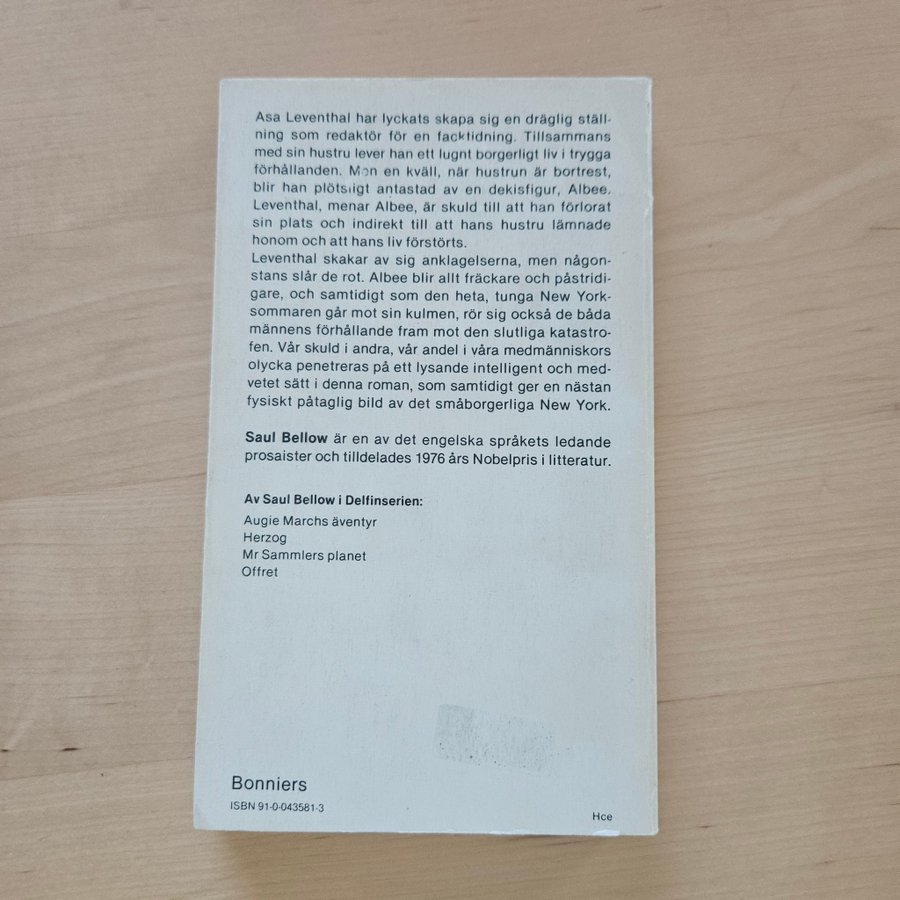 Asa Leventhal har lyckats skapa sig en dräglig ställ-
ning som redaktör för en facktidning. Tillsammans
med sin hustru lever han ett lugnt borgerligt liv i trygga
förhållanden. Men en kväll, när hustrun är bortrest,
blir han plötsligt antastad av en dekisfigur, Albee.
Leventhal, menar Albee, är skuld till att han förlorat
sin plats och indirekt till att hans hustru lämnade
honom och att hans liv förstörts.
Leventhal skakar av sig anklagelserna, men någon-
stans slår de rot. Albee blir allt fräckare och påstridi-
gare, och samtidigt som den heta, tunga New York-
sommaren går mot sin kulmen, rör sig också de båda
männens förhållande fram mot den slutliga katastro-
fen. Vår skuld i andra, vår andel i våra medmänniskors
olycka penetreras på ett lysande intelligent och med-
vetet sätt i denna roman, som samtidigt ger en nästan
fysiskt påtaglig bild av det småborgerliga New York.
Saul Bellow är en av det engelska språkets ledande
prosaister och tilldelades 1976 års Nobelpris i litteratur.
Av Saul Bellow i Delfinserien:
Augie Marchs äventyr
Herzog
Mr Sammlers planet
Offret
Bonniers
ISBN 91-0-043581-3
Hce